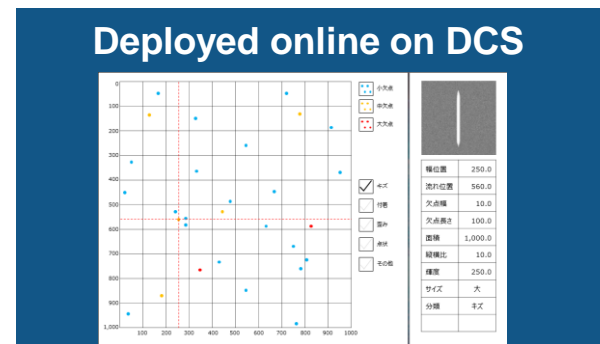 Deployed online on DCS
0
100
200
300
400
500
600
700
800
900
1,000
100 200 300 400 500 600 700 800 900 1000
小欠点
中欠点
大欠点
キズ
付着
凹み
点状
その他
幅位置 250.0
流れ位置 560.0
欠点幅 10.0
欠点長さ 100.0
面積 1,000.0
縦横比 10.0
輝度 250.0
サイズ 大
分類 キズ